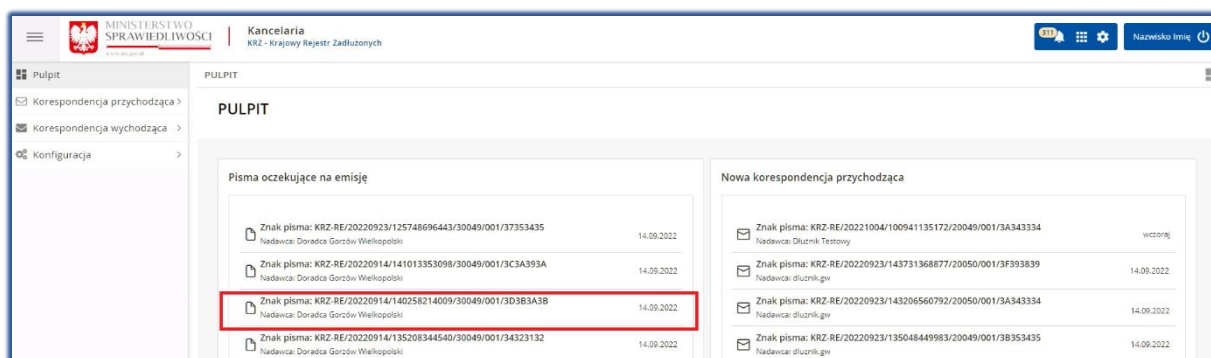 MINISTERSTWO
SPRAWIEDLIWOŚCI
Kancelaria
KRZ - Krajowy Rejestr Zadłużonych
311
Nazwisko Imię
Pulpit
Korespondencja przychodząca
Korespondencja wychodząca
Konfiguracja
PULPIT
PULPIT
Pisma oczekujące na emisję
Znak pisma: KRZ-RE/20220923/125748696443/30049/001/37353435
Nadawca: Doradca Gorzów Wielkopolski
14.09.2022
Znak pisma: KRZ-RE/20220914/141013353098/30049/001/3C3A393A
Nadawca: Doradca Gorzów Wielkopolski
14.09.2022
Znak pisma: KRZ-RE/20220914/140258214009/30049/001/3D3B3A3B
Nadawca: Doradca Gorzów Wielkopolski
14.09.2022
Znak pisma: KRZ-RE/20220914/135208344540/30049/001/34323132
Nadawca: Doradca Gorzów Wielkopolski
14.09.2022
Nowa korespondencja przychodząca
Znak pisma: KRZ-RE/20221004/100941135172/20049/001/3A343334
Nadawca: Dłużnik Testowy
wczoraj
Znak pisma: KRZ-RE/20220923/143731368877/20050/001/3F393839
Nadawca: dluznik.gw
14.09.2022
Znak pisma: KRZ-RE/20220923/143206560792/20050/001/3A343334
Nadawca: dluznik.gw
14.09.2022
Znak pisma: KRZ-RE/20220923/135048449983/20049/001/3B353435
Nadawca: dluznik.gw
14.09.2022